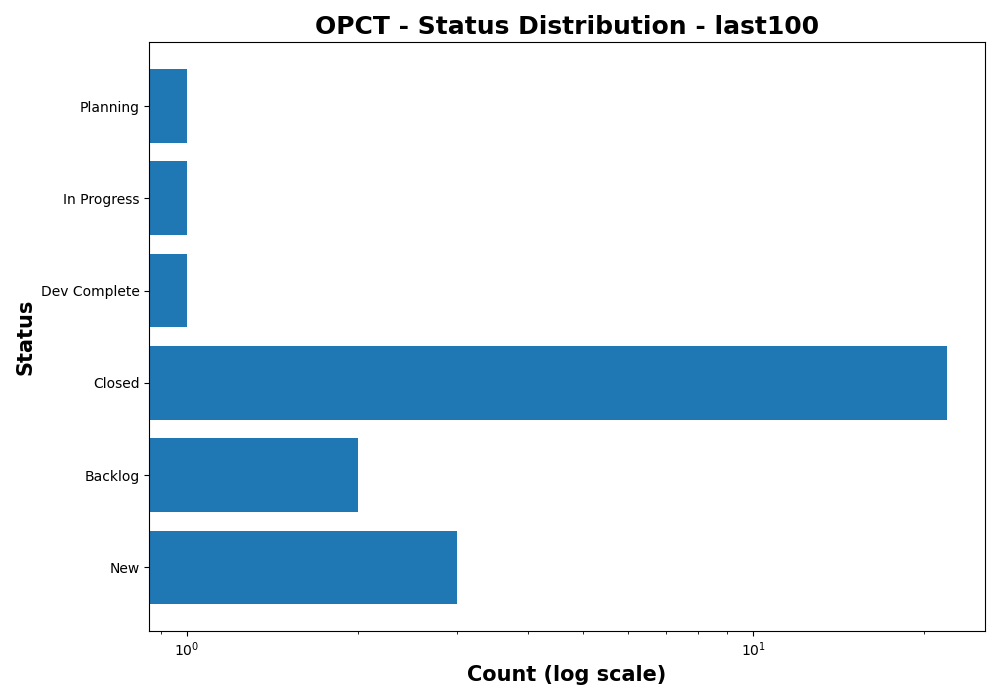 OPCT - Status Distribution - last100
Status
Planning
In Progress
Dev Complete
Closed
Backlog
New
10⁰
10¹
Count (log scale)